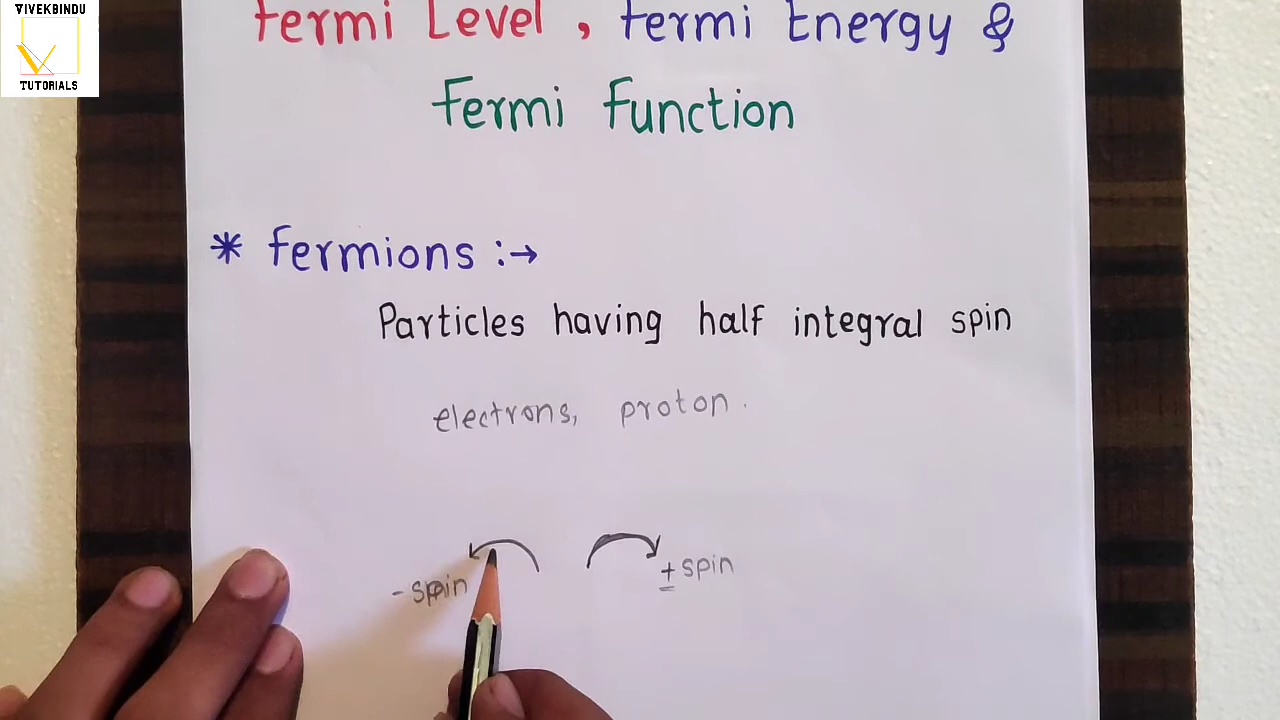 VIVEKBINDU
TUTORIALS
Fermi Level , Fermi Energy &
Fermi Function
* Fermions :→
Particles having half integral spin
electrons, proton.
- spin
+ spin